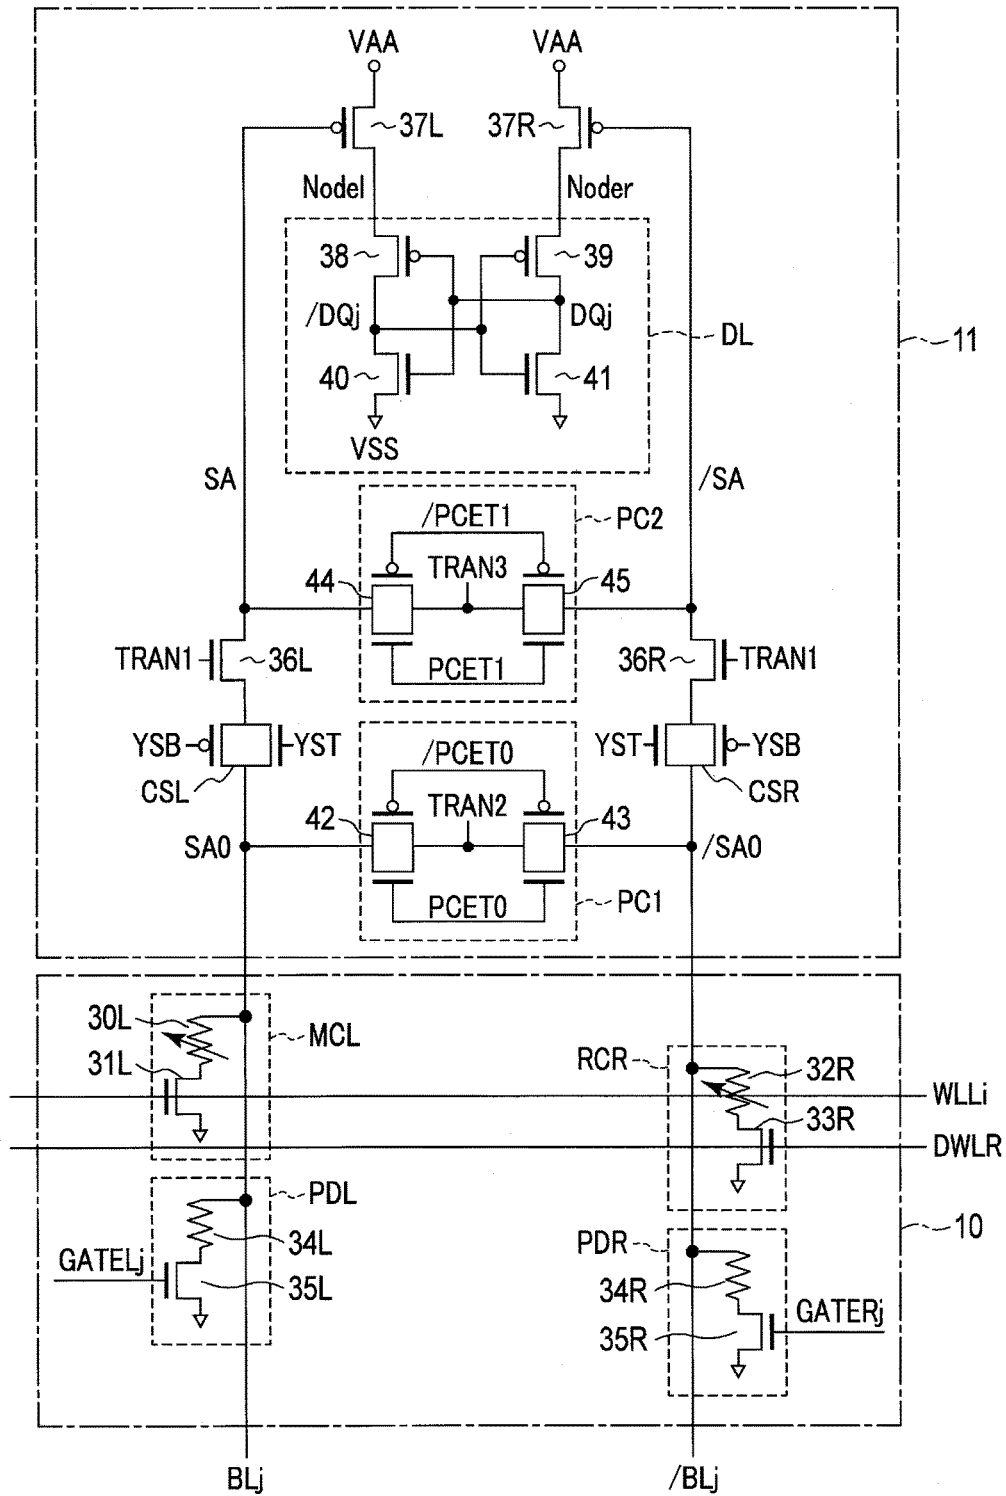 VAA VAA
37L 37R
Nodel Noder
38 39
/DQj DQj
DL
11
40 41
VSS
SA /SA
/PCET1 PC2
44 TRAN3 45
TRAN1 36L 36R TRAN1
PCET1
YSB YST YST YSB
CSL /PCET0 CSR
42 TRAN2 43
SA0 /SA0
PCET0 PC1
30L MCL
31L RCR 32R
WLLi
33R
DWLR
PDL
34L PDR 10
GATELj
35L 34R
GATERj
35R
BLj /BLj